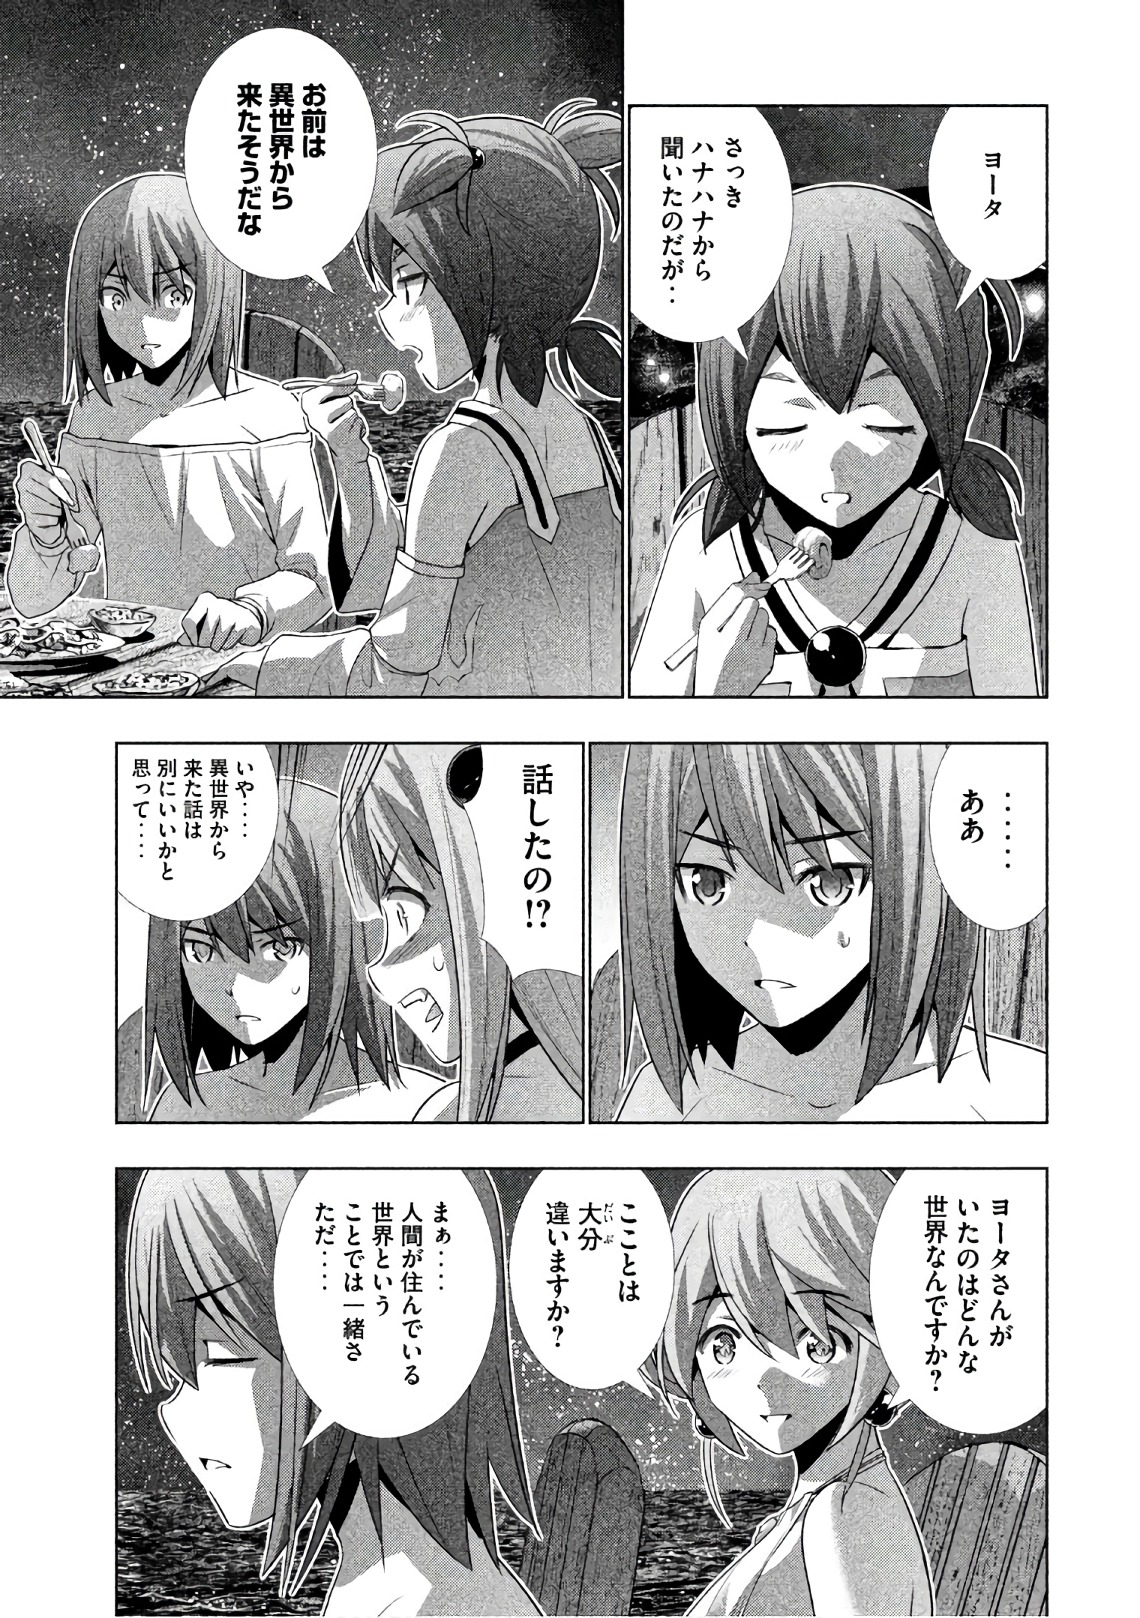 ヨータ
さっき
ハナハナから
聞いたのだが‥
お前は
異世界から
来たそうだな
‥‥‥
ああ
話したの!?
いや‥‥
異世界から
来た話は
別にいいかと
思って‥‥
ヨータさんが
いたのはどんな
世界なんですか?
こことは
大分
だいぶ
違いますか?
まぁ‥‥
人間が住んでいる
世界という
ことでは一緒さ
ただ‥‥